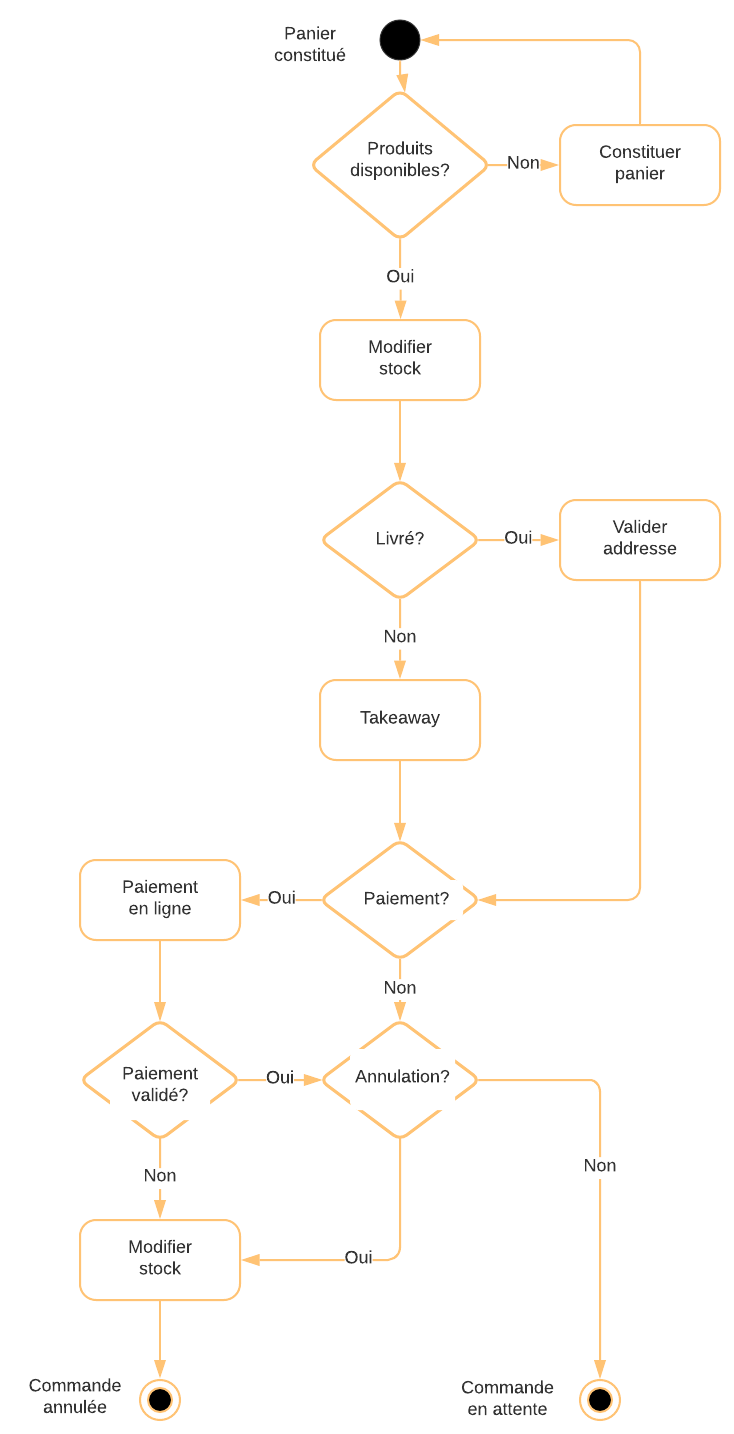 Panier
constitué
Produits
disponibles?
Non
Constituer
panier
Oui
Modifier
stock
Livré?
Oui
Valider
addresse
Non
Takeaway
Paiement
en ligne
Oui
Paiement?
Non
Paiement
validé?
Oui
Annulation?
Non
Non
Modifier
stock
Oui
Commande
annulée
Commande
en attente